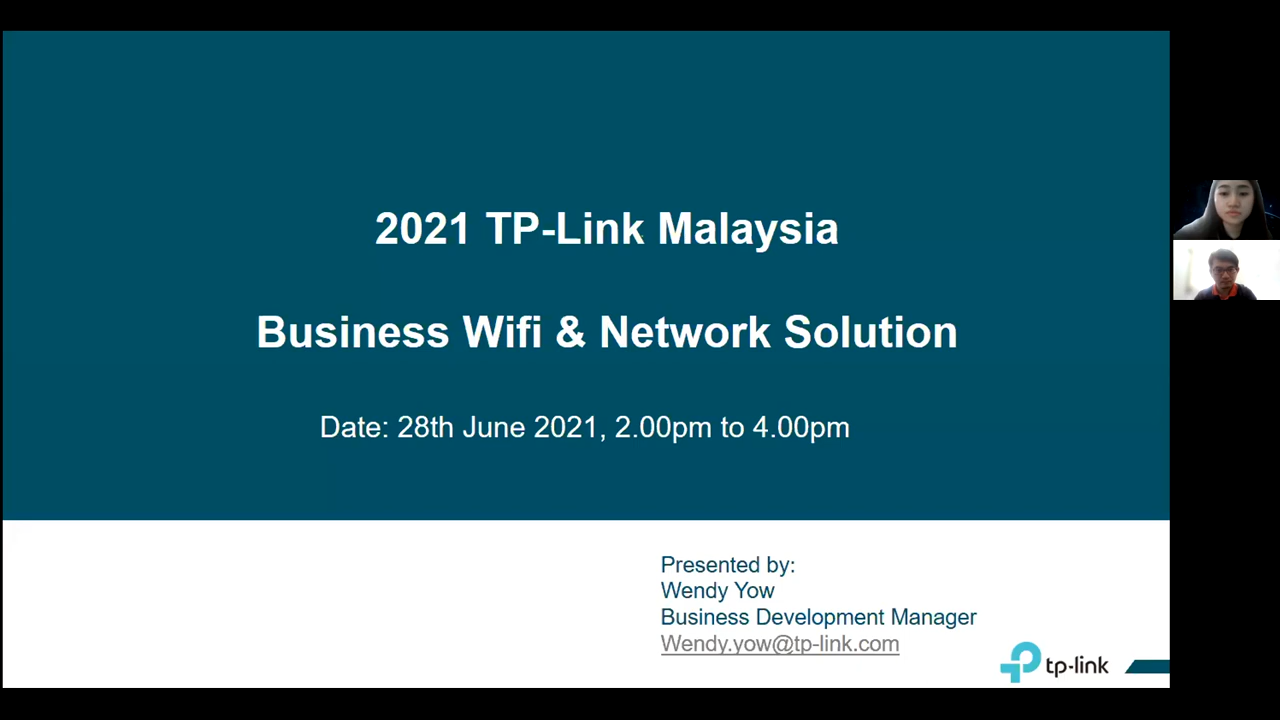 2021 TP-Link Malaysia
Business Wifi & Network Solution
Date: 28th June 2021, 2.00pm to 4.00pm
Presented by:
Wendy Yow
Business Development Manager
Wendy.yow@tp-link.com
tp-link